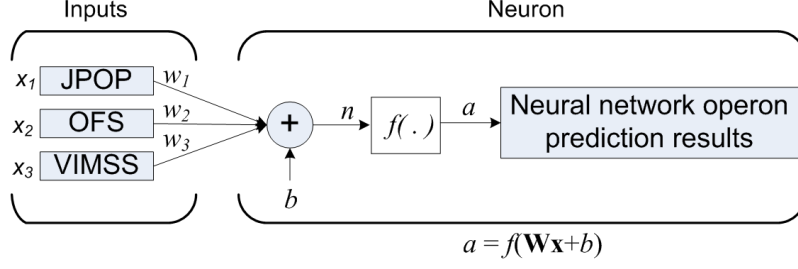 Inputs
Neuron
x1 JPOP w1
x2 OFS w2
x3 VIMSS w3
+
b
n
f( . )
a
Neural network operon
prediction results
a = f(Wx+b)